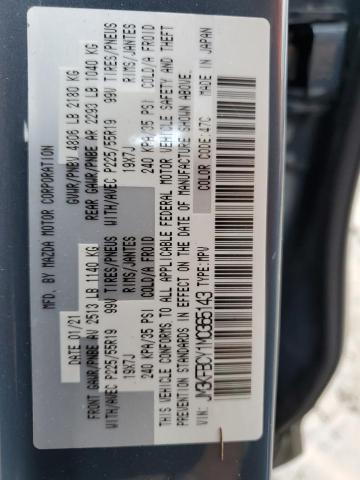 MFD. BY MAZDA MOTOR CORPORATION
DATE: 01/21 GVWR/PNBV 4806 LB 2180 KG
FRONT GAWR/PNBE AV 2513 LB 1140 KG REAR GAWR/PNBE AR 2293 LB 1040 KG
WITH/AVEC P225/55R19 99V TIRES/PNEUS WITH/AVEC P225/55R19 99V TIRES/PNEUS
19X7J RIMS/JANTES 19X7J RIMS/JANTES
240 KPA/35 PSI COLD/A FROID 240 KPA/35 PSI COLD/A FROID
THIS VEHICLE CONFORMS TO ALL APPLICABLE FEDERAL MOTOR VEHICLE SAFETY AND THEFT
PREVENTION STANDARDS IN EFFECT ON THE DATE OF MANUFACTURE SHOWN ABOVE.
VIN: TYPE:MPV COLOR CODE:47C MADE IN JAPAN